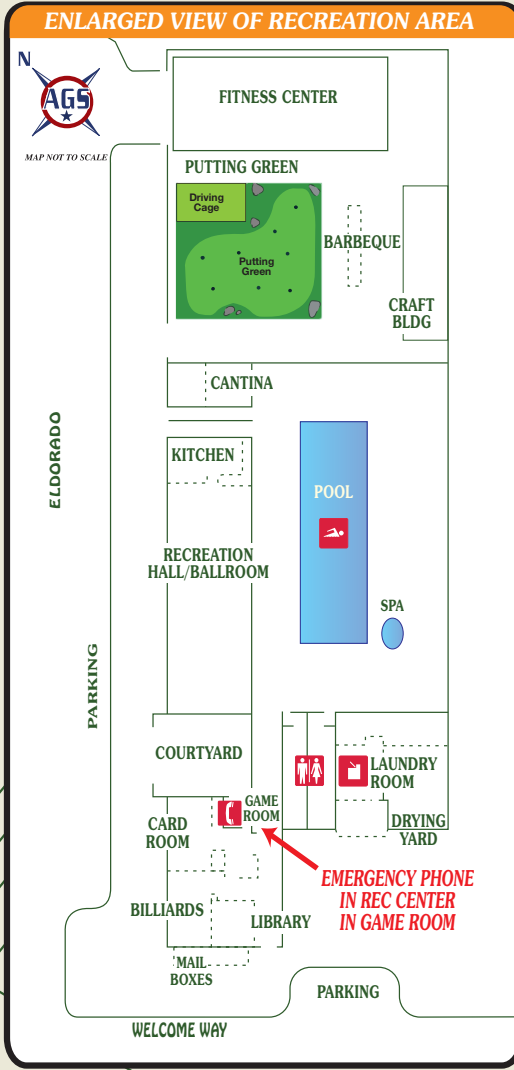 ENLARGED VIEW OF RECREATION AREA
N
AGS
MAP NOT TO SCALE
FITNESS CENTER
PUTTING GREEN
Driving
Cage
Putting
Green
BARBEQUE
CRAFT
BLDG
CANTINA
ELDORADO
KITCHEN
POOL
RECREATION
HALL/BALLROOM
SPA
PARKING
COURTYARD
LAUNDRY
ROOM
GAME
ROOM
CARD
ROOM
DRYING
YARD
EMERGENCY PHONE
IN REC CENTER
IN GAME ROOM
BILLIARDS
LIBRARY
MAIL
BOXES
PARKING
WELCOME WAY